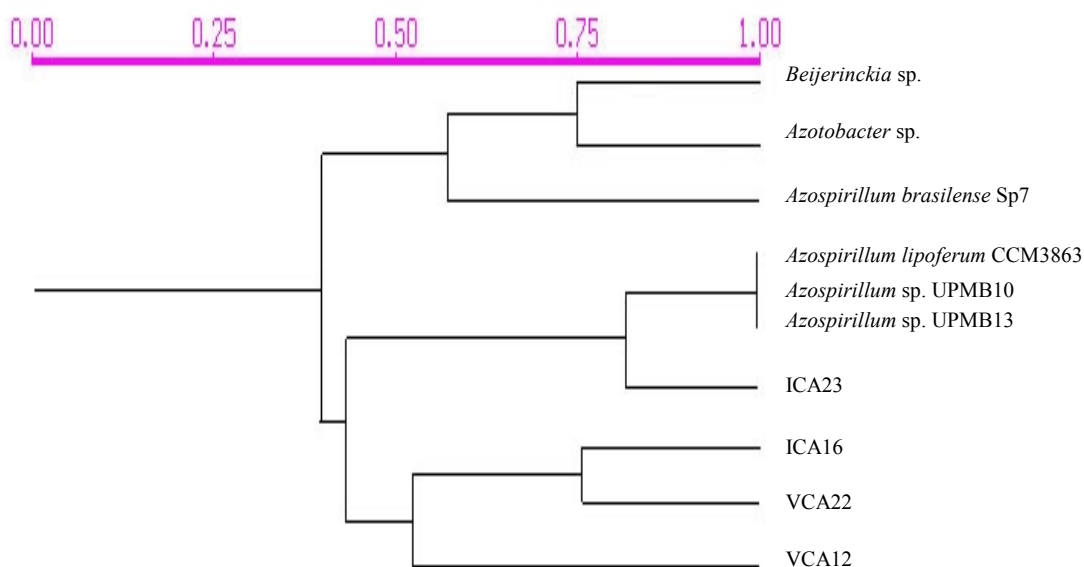 0.00 0.25 0.50 0.75 1.00
Beijerinckia sp.
Azotobacter sp.
Azospirillum brasilense Sp7
Azospirillum lipoferum CCM3863
Azospirillum sp. UPMB10
Azospirillum sp. UPMB13
ICA23
ICA16
VCA22
VCA12